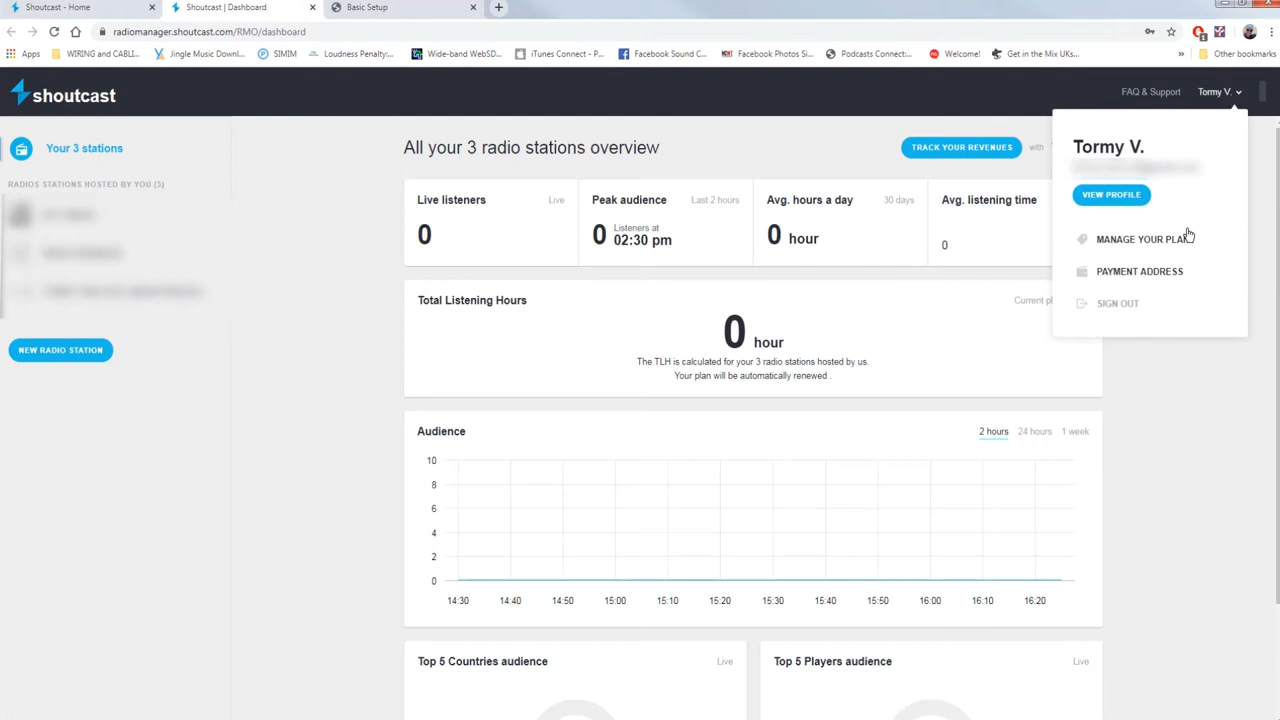 Shoutcast - Home
Shoutcast | Dashboard
Basic Setup
radiomanager.shoutcast.com/RMO/dashboard
Apps
WIRING and CABLI...
Jingle Music Downl...
SIMIM
Loudness Penalty:...
Wide-band WebSD...
iTunes Connect - P...
Facebook Sound C...
Facebook Photos Si...
Podcasts Connect:...
Welcome!
Get in the Mix UKs...
»
Other bookmarks
shoutcast
FAQ & Support
Tormy V.
Your 3 stations
RADIOS STATIONS HOSTED BY YOU (3)
NEW RADIO STATION
All your 3 radio stations overview
TRACK YOUR REVENUES
with
Tormy V.
VIEW PROFILE
MANAGE YOUR PLAN
PAYMENT ADDRESS
SIGN OUT
Live listeners
Live
0
Peak audience
Last 2 hours
0
Listeners at
02:30 pm
Avg. hours a day
30 days
0 hour
Avg. listening time
0
Total Listening Hours
0 hour
The TLH is calculated for your 3 radio stations hosted by us.
Your plan will be automatically renewed .
Audience
2 hours
24 hours
1 week
10
8
6
4
2
0
14:30
14:40
14:50
15:00
15:10
15:20
15:30
15:40
15:50
16:00
16:10
16:20
Top 5 Countries audience
Live
Top 5 Players audience
Live